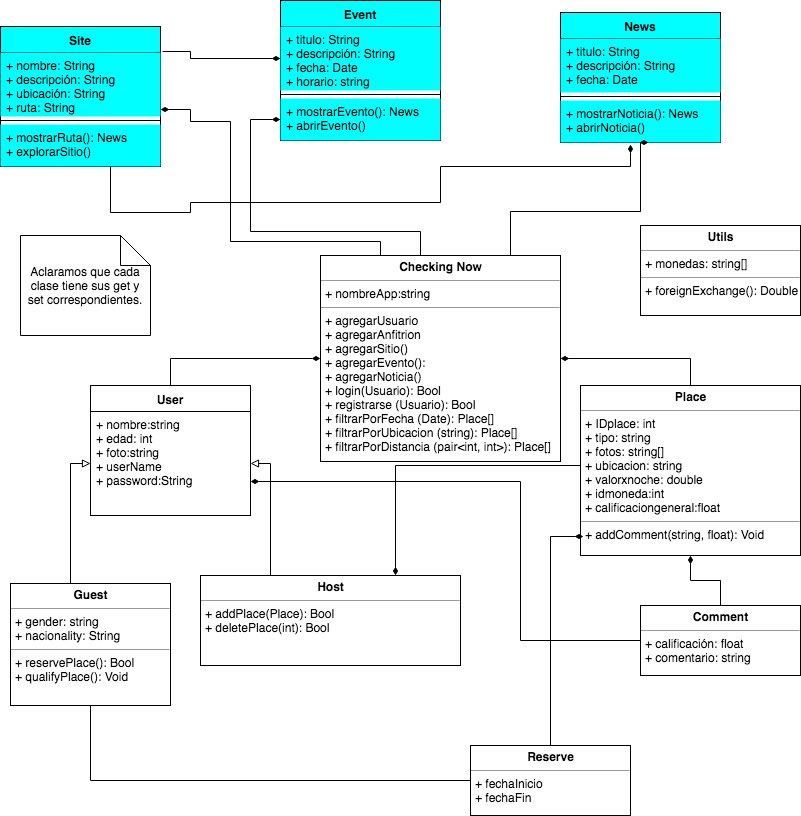 Event
+ titulo: String
+ descripción: String
+ fecha: Date
+ horario: string
+ mostrarEvento(): News
+ abrirEvento()
News
+ titulo: String
+ descripción: String
+ fecha: Date
+ mostrarNoticia(): News
+ abrirNoticia()
Site
+ nombre: String
+ descripción: String
+ ubicación: String
+ ruta: String
+ mostrarRuta(): News
+ explorarSitio()
Utils
+ monedas: string[]
+ foreignExchange(): Double
Aclaramos que cada
clase tiene sus get y
set correspondientes.
Checking Now
+ nombreApp:string
+ agregarUsuario
+ agregarAnfitrion
+ agregarSitio()
+ agregarEvento():
+ agregarNoticia()
+ login(Usuario): Bool
+ registrarse (Usuario): Bool
+ filtrarPorFecha (Date): Place[]
+ filtrarPorUbicacion (string): Place[]
+ filtrarPorDistancia (pair<int, int>): Place[]
User
+ nombre:string
+ edad: int
+ foto:string
+ userName
+ password:String
Place
+ IDplace: int
+ tipo: string
+ fotos: string[]
+ ubicacion: string
+ valorxnoche: double
+ idmoneda:int
+ calificaciongeneral:float
+ addComment(string, float): Void
Guest
+ gender: string
+ nacionality: String
+ reservePlace(): Bool
+ qualifyPlace(): Void
Host
+ addPlace(Place): Bool
+ deletePlace(int): Bool
Comment
+ calificación: float
+ comentario: string
Reserve
+ fechaInicio
+ fechaFin